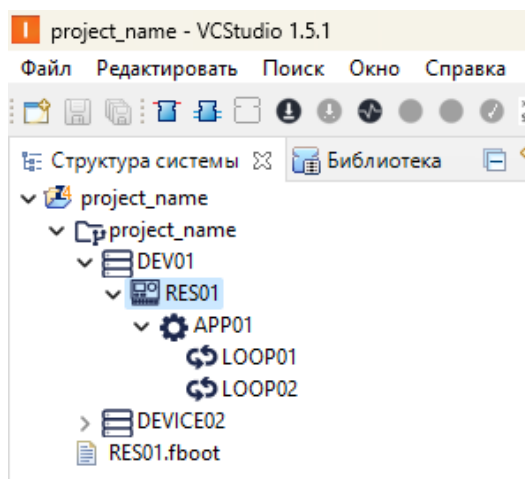 project_name - VCStudio 1.5.1
Файл Редактировать Поиск Окно Справка
Структура системы Библиотека
project_name
project_name
DEV01
RES01
APP01
LOOP01
LOOP02
DEVICE02
RES01.fboot